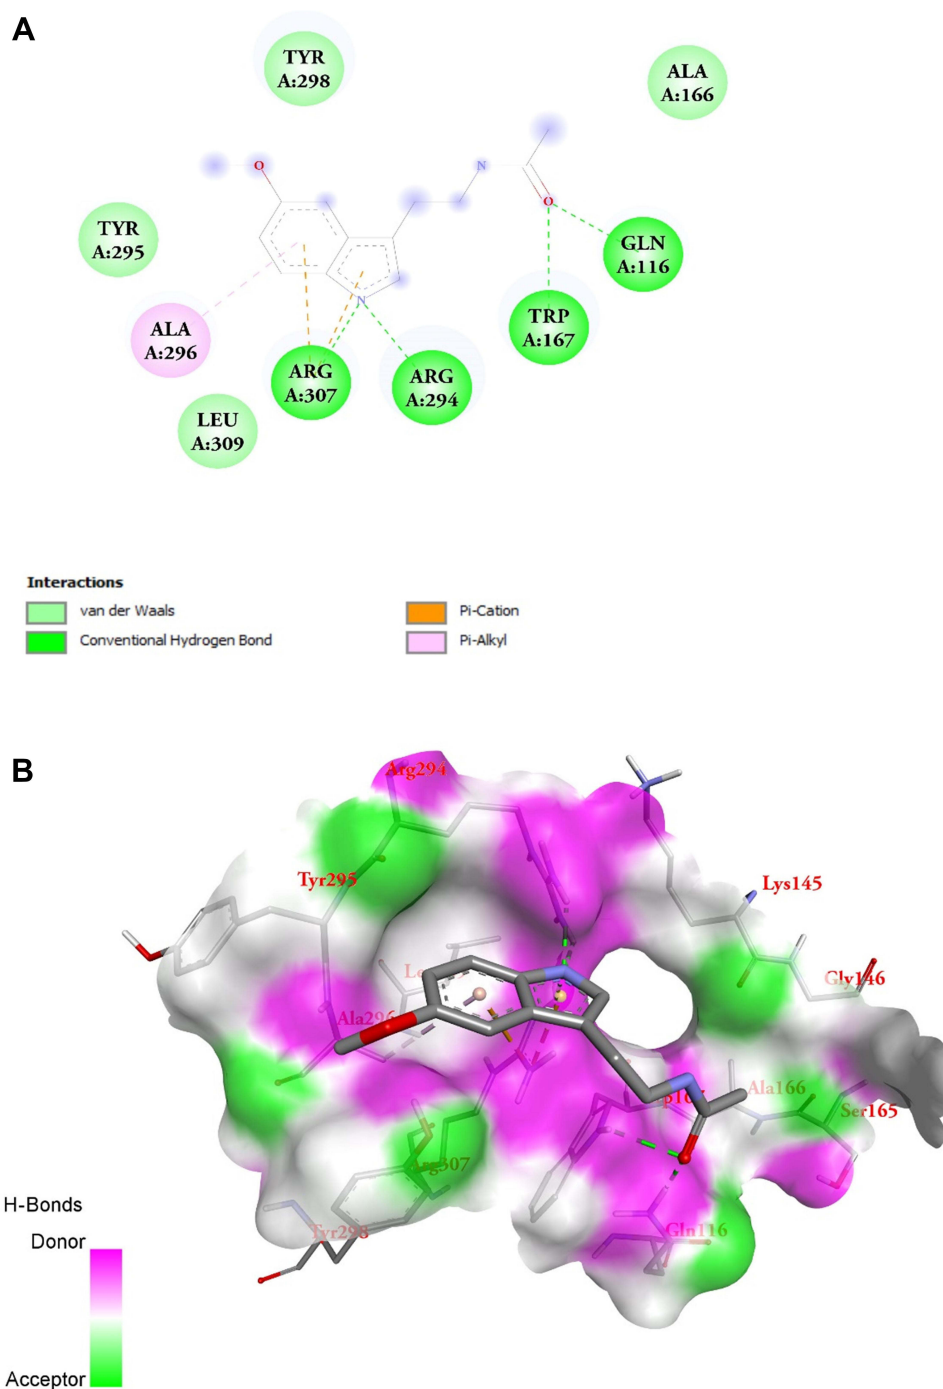 A
TYR
A:298
ALA
A:166
O
N
O
TYR
A:295
GLN
A:116
ALA
A:296
N
TRP
A:167
ARG
A:307
ARG
A:294
LEU
A:309
Interactions
van der Waals
Pi-Cation
Conventional Hydrogen Bond
Pi-Alkyl
B
Arg294
Tyr295
Lys145
Gly146
Ala296
Ala166
Ser165
Arg307
Tyr298
Gln116
H-Bonds
Donor
Acceptor